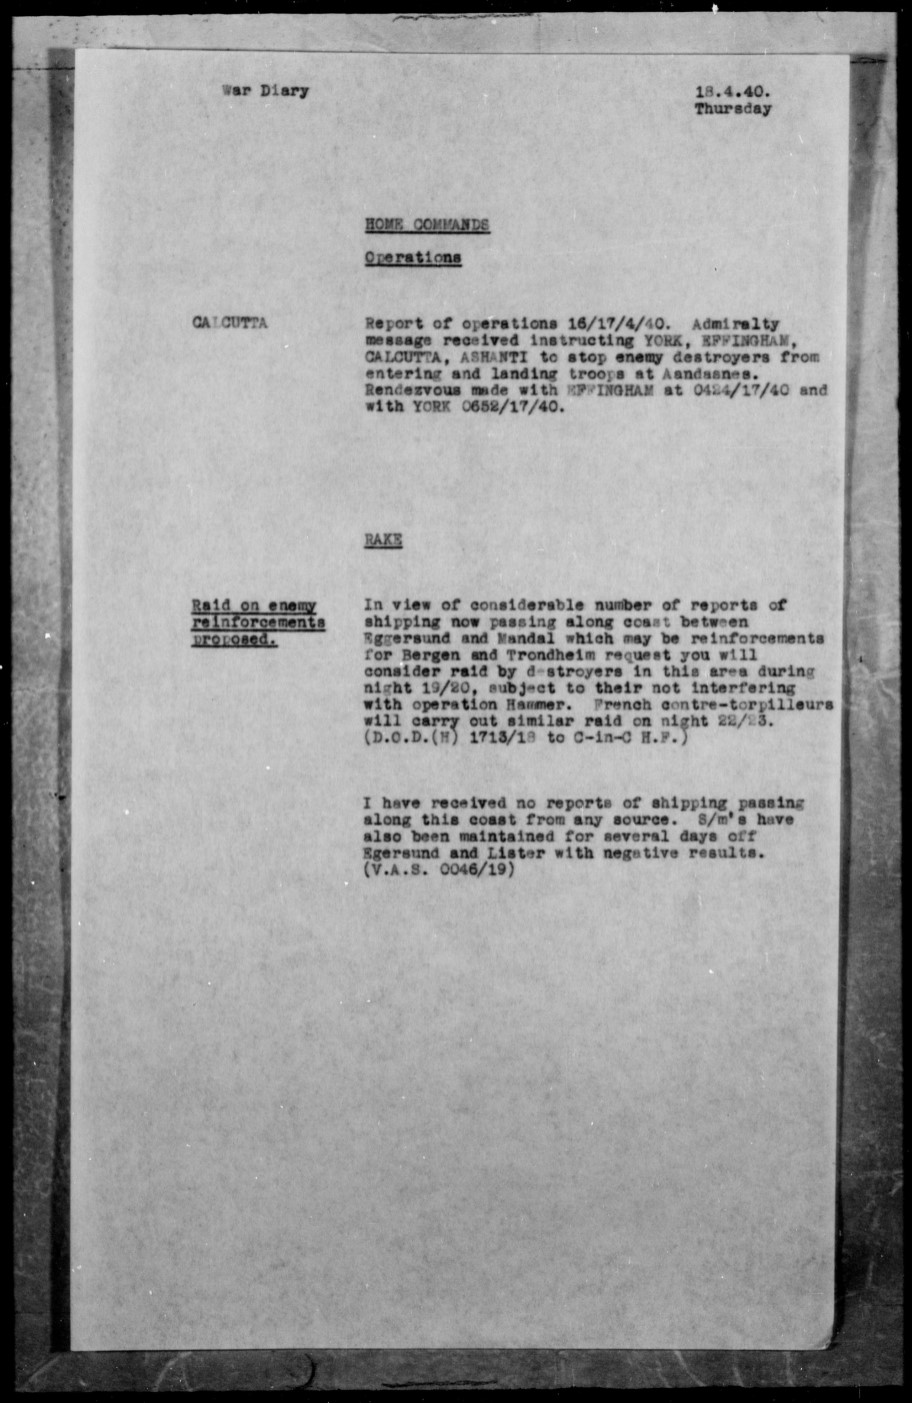 War Diary
18.4.40.
Thursday
HOME COMMANDS
Operations
CALCUTTA
Report of operations 16/17/4/40. Admiralty
message received instructing YORK, EFFINGHAM,
CALCUTTA, ASHANTI to stop enemy destroyers from
entering and landing troops at Aandasnes.
Rendezvous made with EFFINGHAM at 0424/17/40 and
with YORK 0652/17/40.
RAKE
Raid on enemy
reinforcements
proposed.
In view of considerable number of reports of
shipping now passing along coast between
Eggersund and Mandal which may be reinforcements
for Bergen and Trondheim request you will
consider raid by destroyers in this area during
night 19/20, subject to their not interfering
with operation Hammer. French contre-torpilleurs
will carry out similar raid on night 22/23.
(D.O.D.(H) 1713/18 to C-in-C H.F.)
I have received no reports of shipping passing
along this coast from any source. S/m's have
also been maintained for several days off
Egersund and Lister with negative results.
(V.A.S. 0046/19)